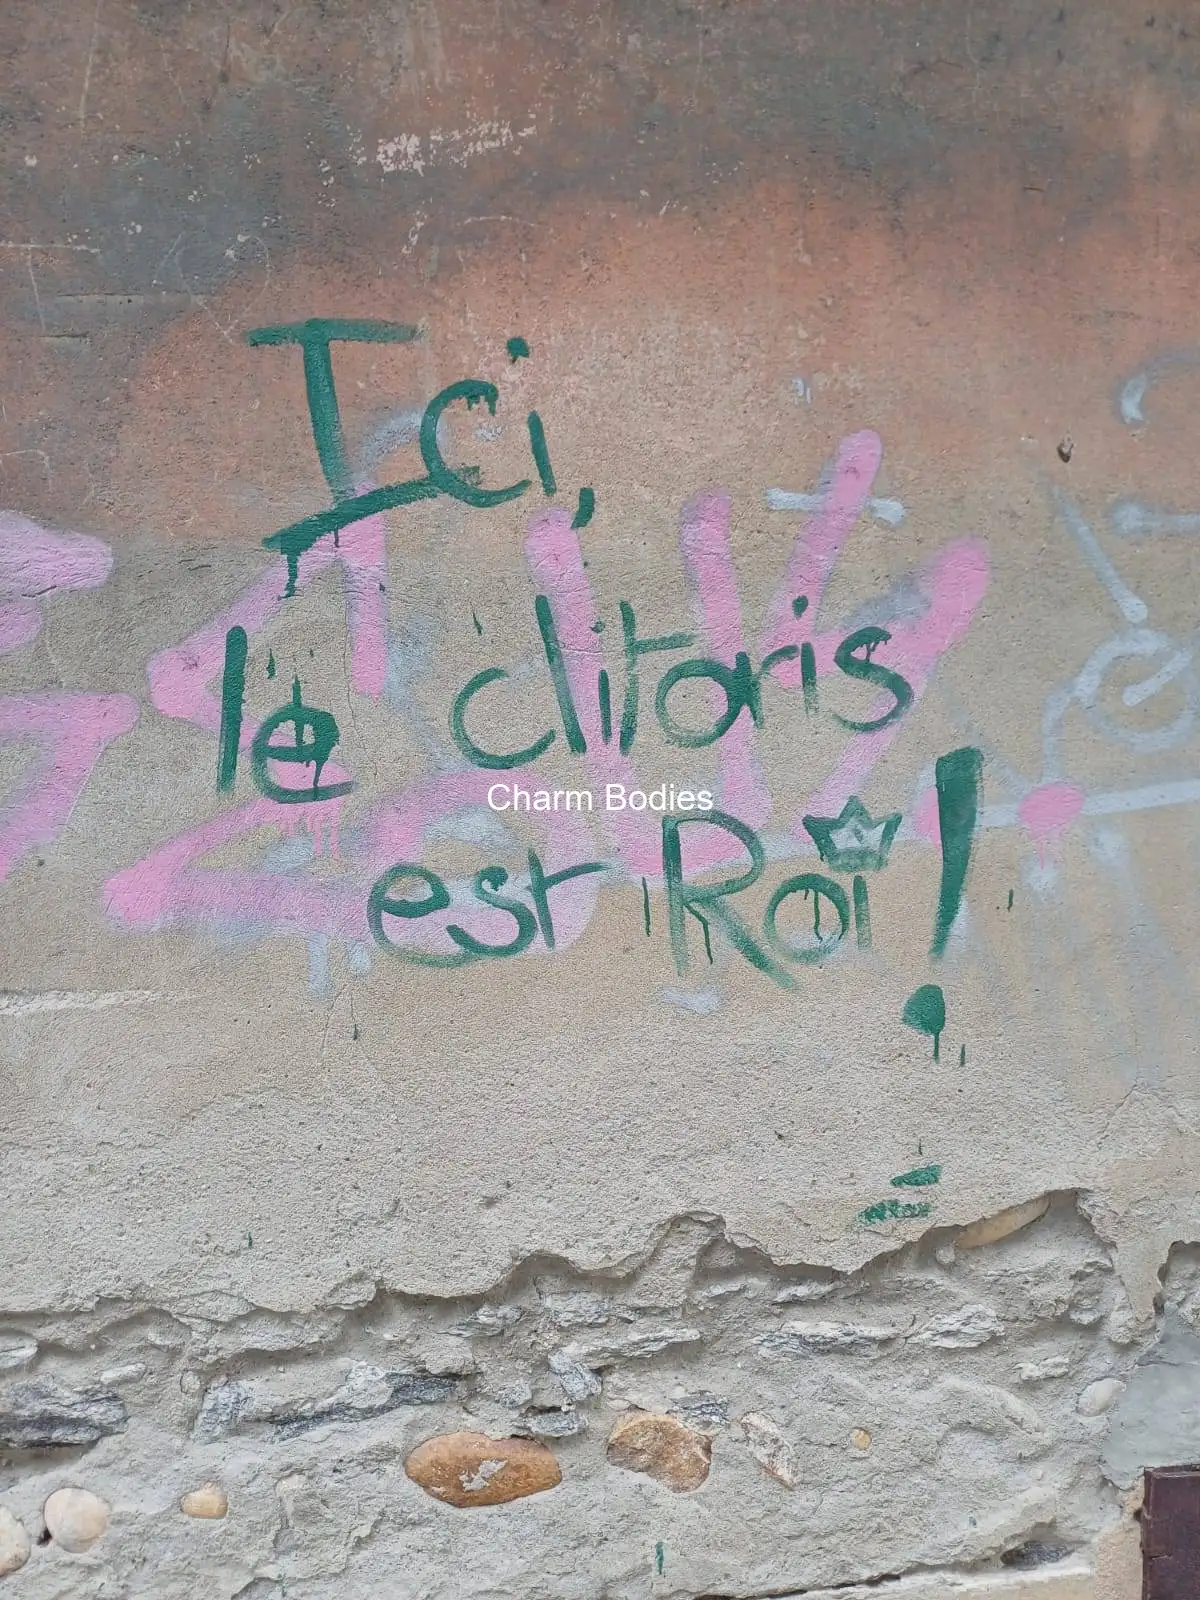 Ici,
le clitoris
Charm Bodies
est Roi !